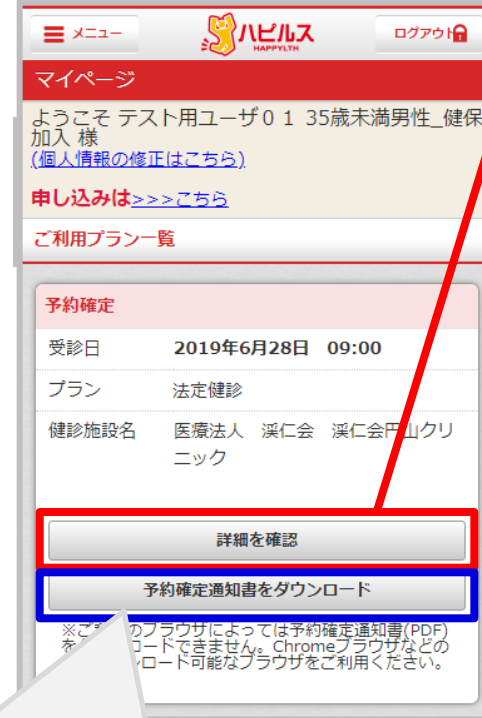 メニュー
ハピルス
HAPPYLTH
ログアウト
マイページ
ようこそ テスト用ユーザ０１ 35歳未満男性_健保
加入 様
(個人情報の修正はこちら)
申し込みは>>>こちら
ご利用プラン一覧
予約確定
受診日 2019年6月28日 09:00
プラン 法定健診
健診施設名 医療法人 渓仁会 渓仁会円山クリ
ニック
詳細を確認
予約確定通知書をダウンロード
※ のブラウザによっては予約確定通知書(PDF)
を ードできません。Chromeブラウザなどの
ロード可能なブラウザをご利用ください。